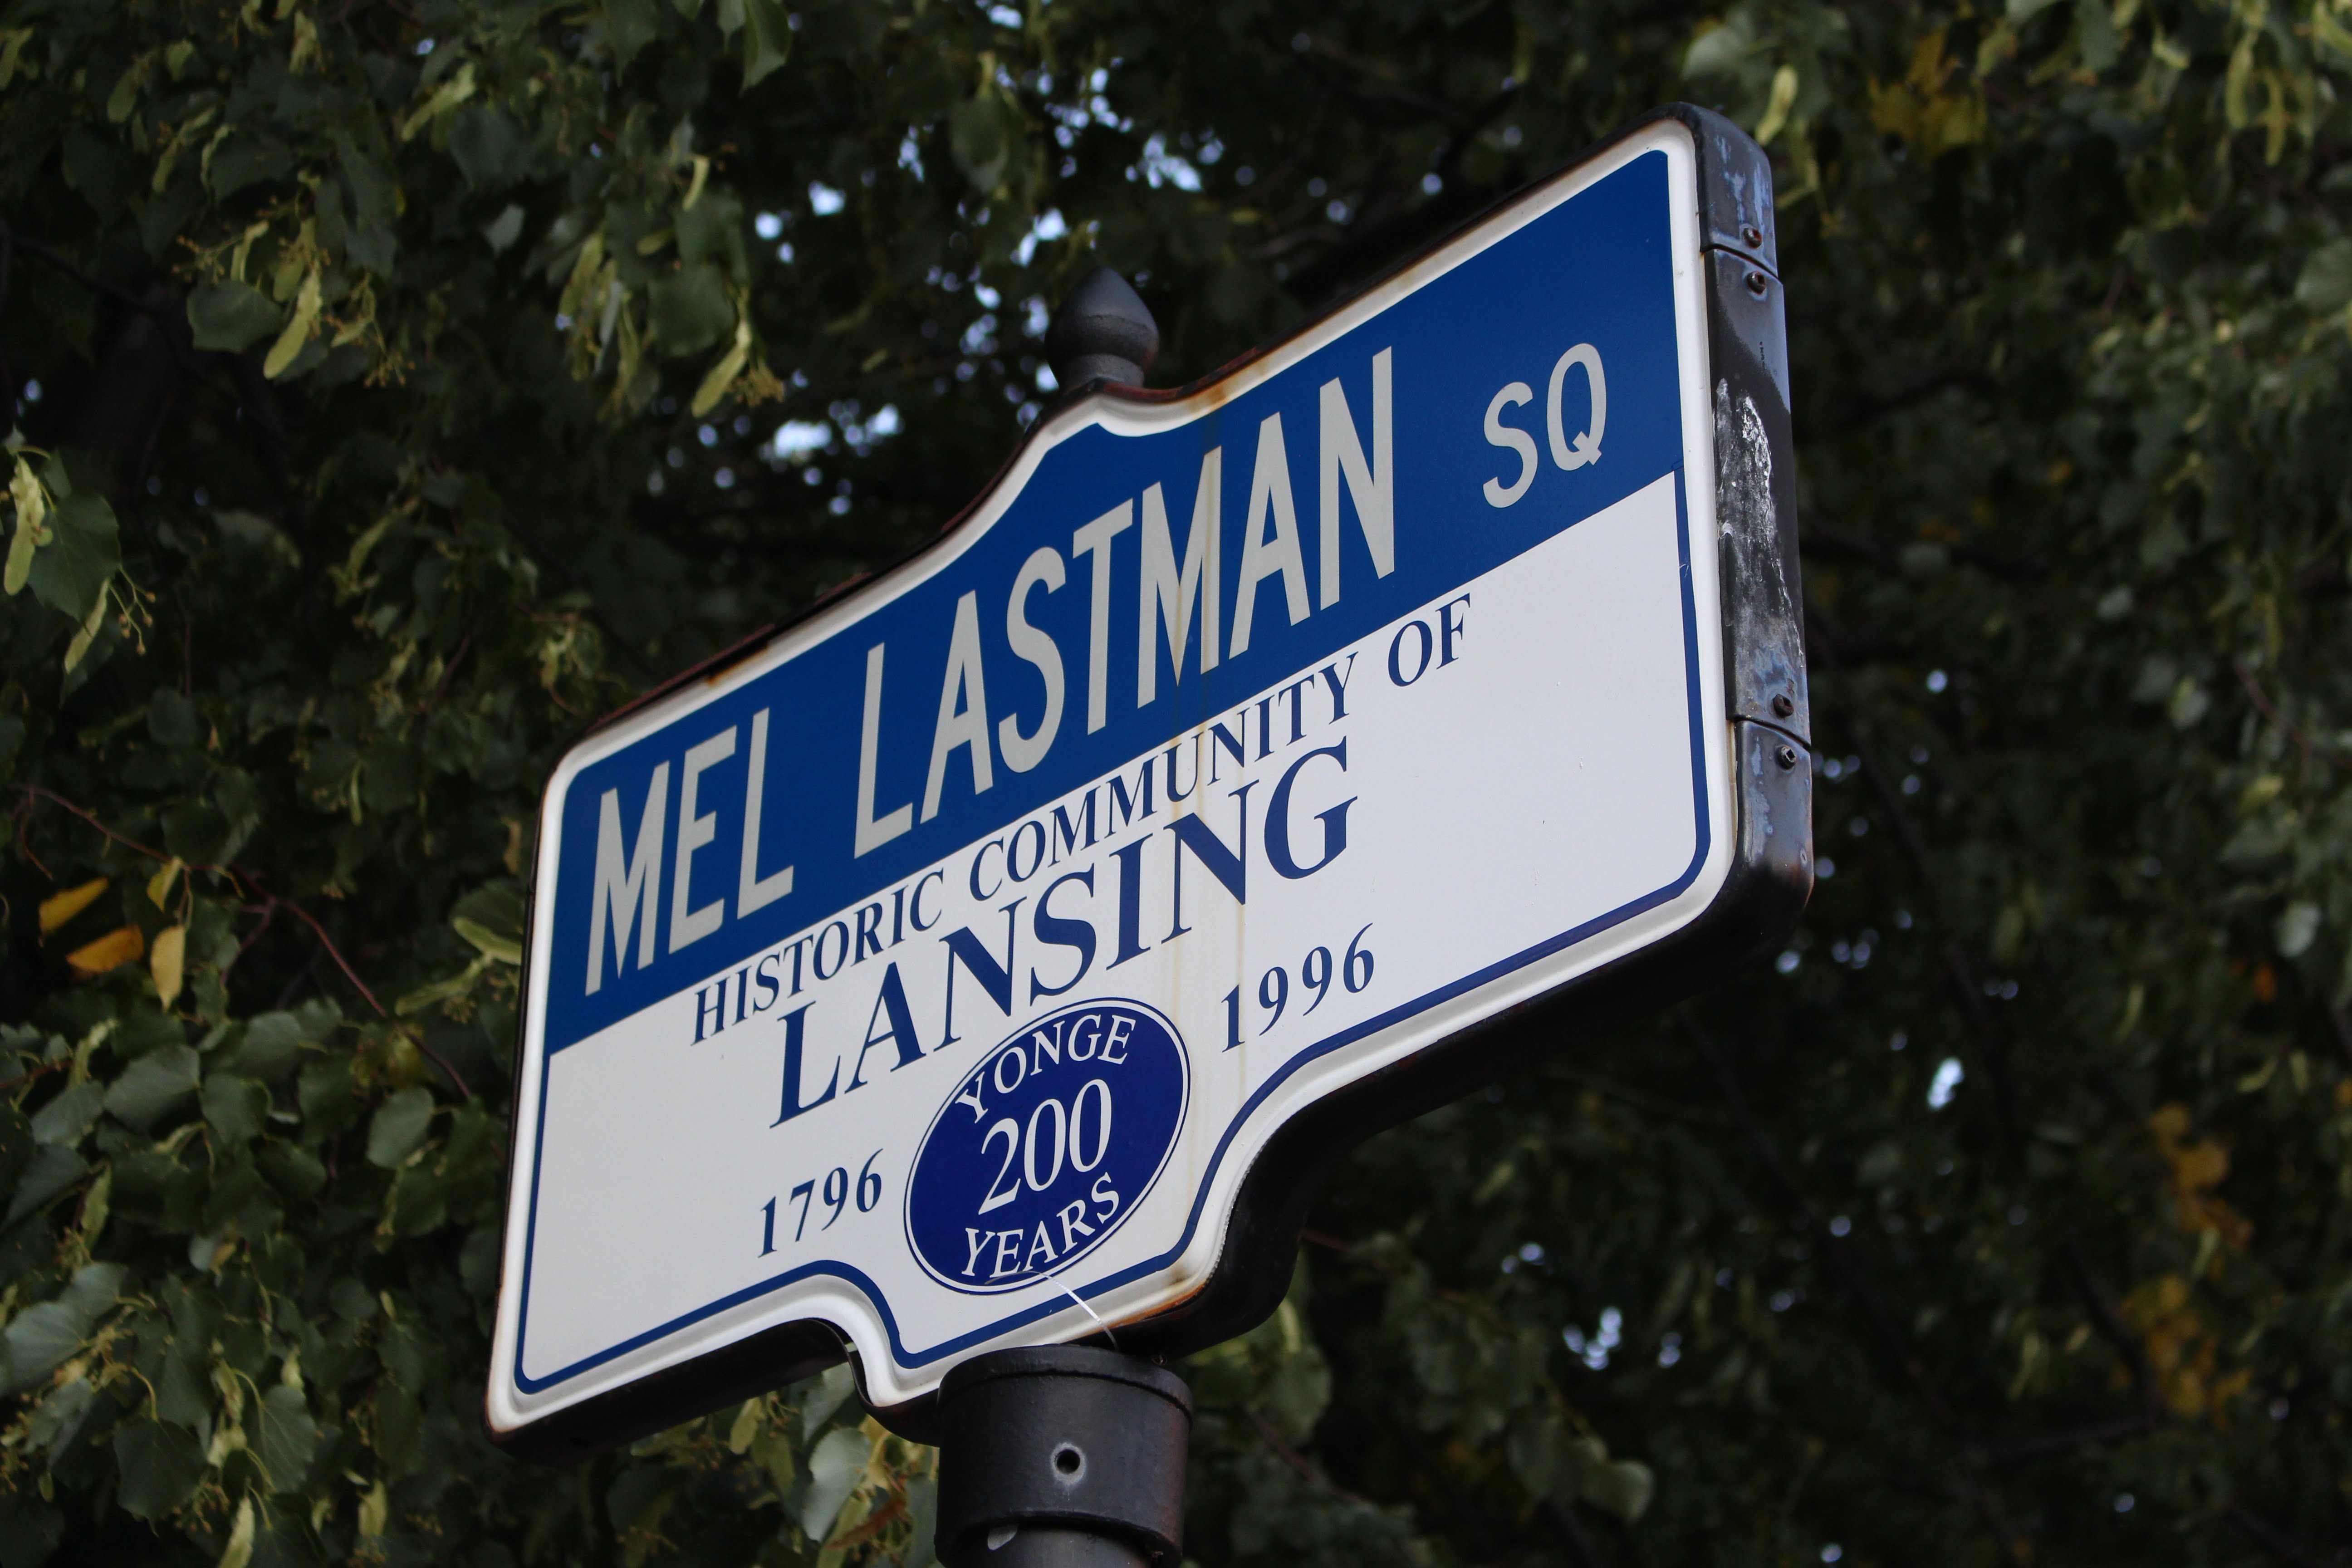 MEL LASTMAN SQ
HISTORIC COMMUNITY OF
LANSING
1796
YONGE
200
YEARS
1996